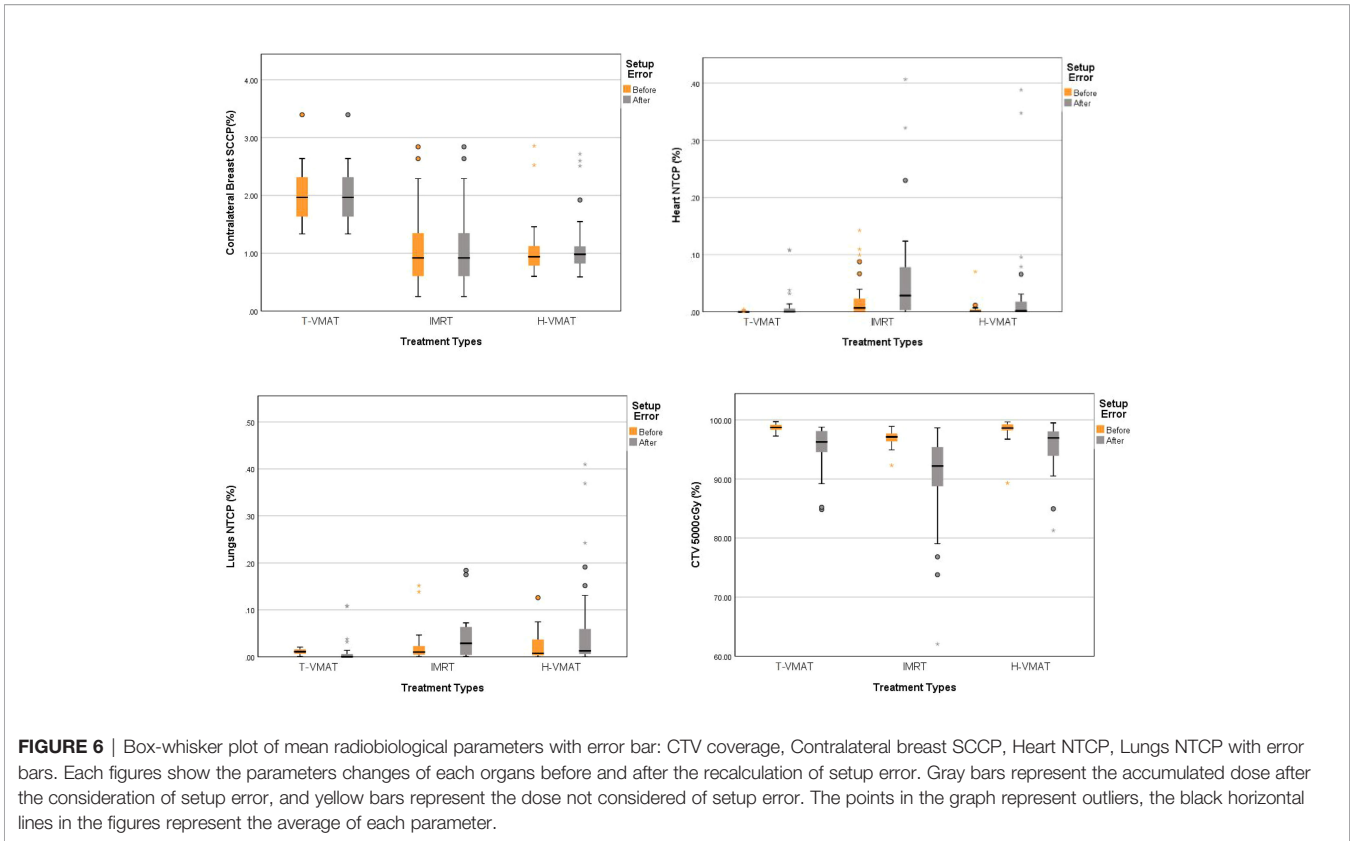 Setup
Error
Before
After
4.00
3.00
2.00
1.00
.00
Contralateral Breast SCCP(%)
T-VMAT IMRT H-VMAT
Treatment Types
Setup
Error
Before
After
.40
.30
.20
.10
.00
Heart NTCP (%)
T-VMAT IMRT H-VMAT
Treatment Types
Setup
Error
Before
After
.50
.40
.30
.20
.10
.00
Lungs NTCP (%)
T-VMAT IMRT H-VMAT
Treatment Types
Setup
Error
Before
After
100.00
90.00
80.00
70.00
60.00
CTV 5000cGy (%)
T-VMAT IMRT H-VMAT
Treatment Types
FIGURE 6 | Box-whisker plot of mean radiobiological parameters with error bar: CTV coverage, Contralateral breast SCCP, Heart NTCP, Lungs NTCP with error
bars. Each figures show the parameters changes of each organs before and after the recalculation of setup error. Gray bars represent the accumulated dose after
the consideration of setup error, and yellow bars represent the dose not considered of setup error. The points in the graph represent outliers, the black horizontal
lines in the figures represent the average of each parameter.